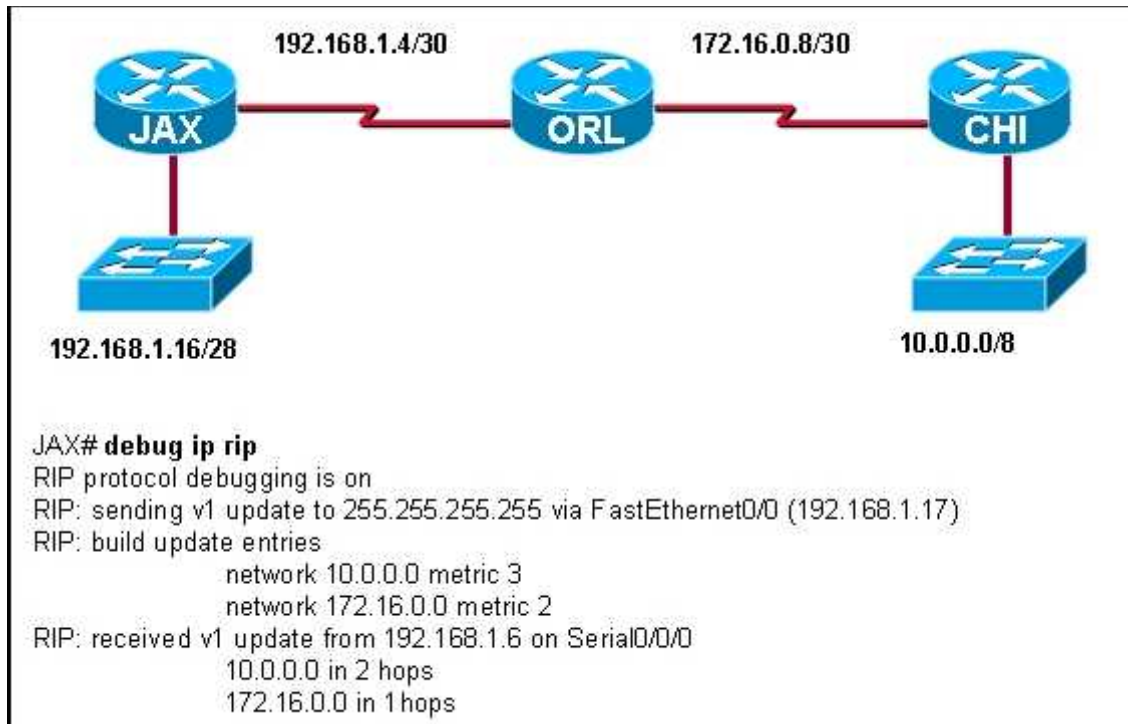 192.168.1.4/30
172.16.0.8/30
JAX
ORL
CHI
192.168.1.16/28
10.0.0.0/8
JAX# debug ip rip
RIP protocol debugging is on
RIP: sending v1 update to 255.255.255.255 via FastEthernet0/0 (192.168.1.17)
RIP: build update entries
network 10.0.0.0 metric 3
network 172.16.0.0 metric 2
RIP: received v1 update from 192.168.1.6 on Serial0/0/0
10.0.0.0 in 2 hops
172.16.0.0 in 1 hops